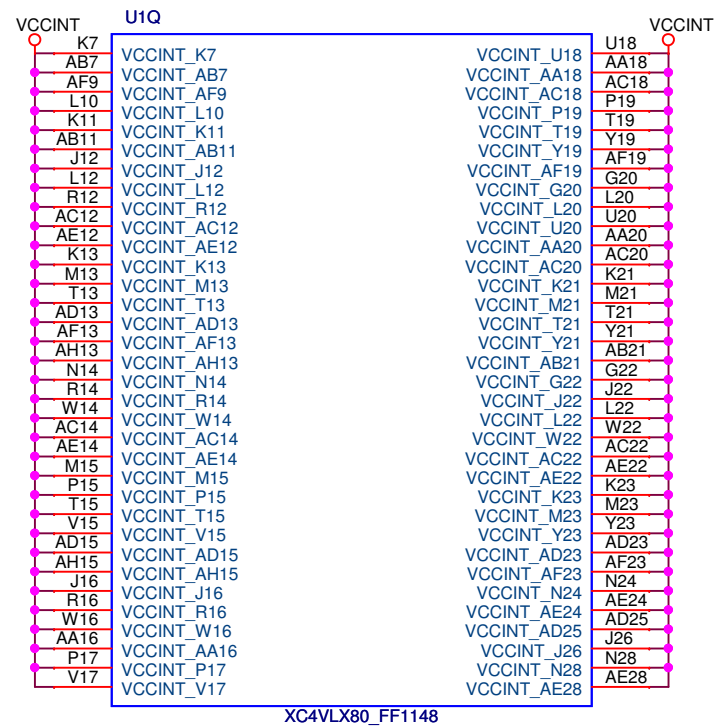 VCCINT U1Q VCCINT
K7 VCCINT_K7 VCCINT_U18 U18
AB7 VCCINT_AB7 VCCINT_AA18 AA18
AF9 VCCINT_AF9 VCCINT_AC18 AC18
L10 VCCINT_L10 VCCINT_P19 P19
K11 VCCINT_K11 VCCINT_T19 T19
AB11 VCCINT_AB11 VCCINT_Y19 Y19
J12 VCCINT_J12 VCCINT_AF19 AF19
L12 VCCINT_L12 VCCINT_G20 G20
R12 VCCINT_R12 VCCINT_L20 L20
AC12 VCCINT_AC12 VCCINT_U20 U20
AE12 VCCINT_AE12 VCCINT_AA20 AA20
K13 VCCINT_K13 VCCINT_AC20 AC20
M13 VCCINT_M13 VCCINT_K21 K21
T13 VCCINT_T13 VCCINT_M21 M21
AD13 VCCINT_AD13 VCCINT_T21 T21
AF13 VCCINT_AF13 VCCINT_Y21 Y21
AH13 VCCINT_AH13 VCCINT_AB21 AB21
N14 VCCINT_N14 VCCINT_G22 G22
R14 VCCINT_R14 VCCINT_J22 J22
W14 VCCINT_W14 VCCINT_L22 L22
AC14 VCCINT_AC14 VCCINT_W22 W22
AE14 VCCINT_AE14 VCCINT_AC22 AC22
M15 VCCINT_M15 VCCINT_AE22 AE22
P15 VCCINT_P15 VCCINT_K23 K23
T15 VCCINT_T15 VCCINT_M23 M23
V15 VCCINT_V15 VCCINT_Y23 Y23
AD15 VCCINT_AD15 VCCINT_AD23 AD23
AH15 VCCINT_AH15 VCCINT_AF23 AF23
J16 VCCINT_J16 VCCINT_N24 N24
R16 VCCINT_R16 VCCINT_AE24 AE24
W16 VCCINT_W16 VCCINT_AD25 AD25
AA16 VCCINT_AA16 VCCINT_J26 J26
P17 VCCINT_P17 VCCINT_N28 N28
V17 VCCINT_V17 VCCINT_AE28 AE28
XC4VLX80_FF1148